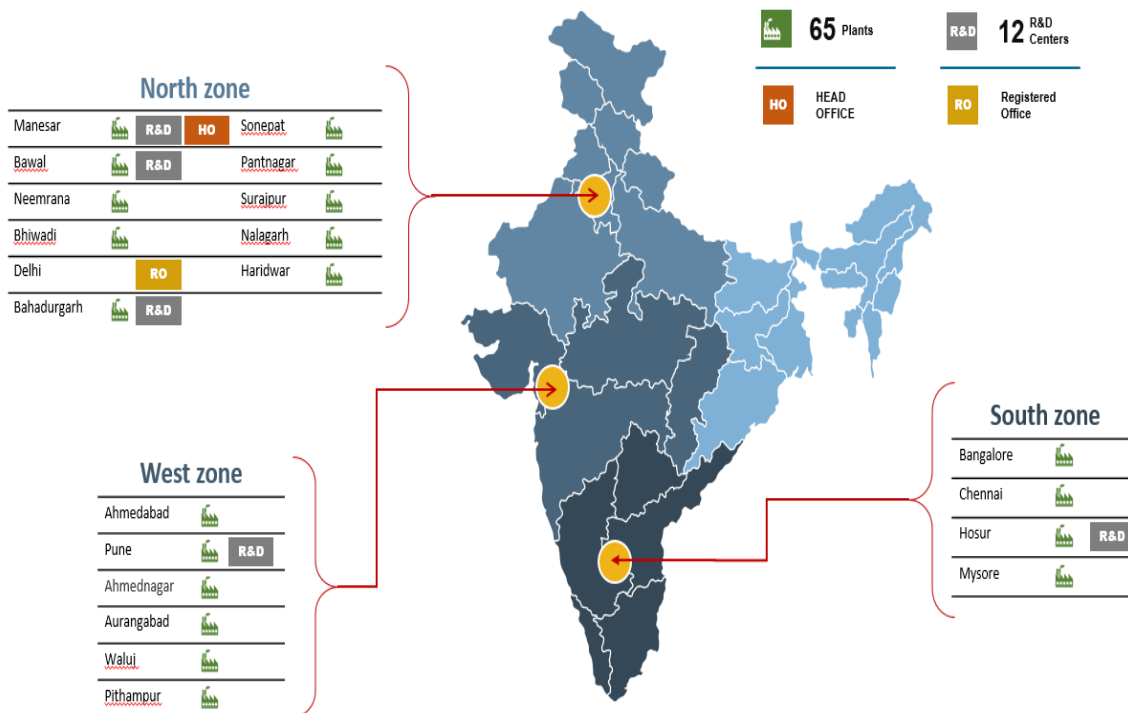 65 Plants
R&D 12 R&D Centers
HO HEAD OFFICE
RO Registered Office
North zone
Manesar R&D HO Sonepat
Bawal R&D Pantnagar
Neemrana Surajpur
Bhiwadi Nalagarh
Delhi RO Haridwar
Bahadurgarh R&D
West zone
Ahmedabad
Pune R&D
Ahmednagar
Aurangabad
Waluj
Pithampur
South zone
Bangalore
Chennai
Hosur R&D
Mysore